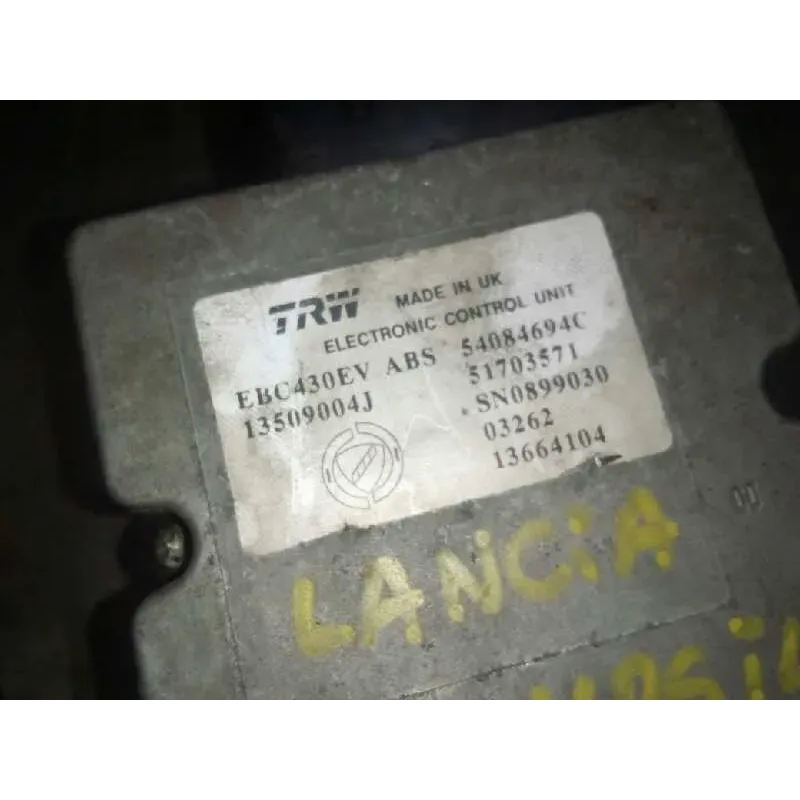 TRW MADE IN UK
ELECTRONIC CONTROL UNIT
EBC430EV ABS 54084694C
13509004J 51703571
SN0899030
03262
13664104
LANCiA